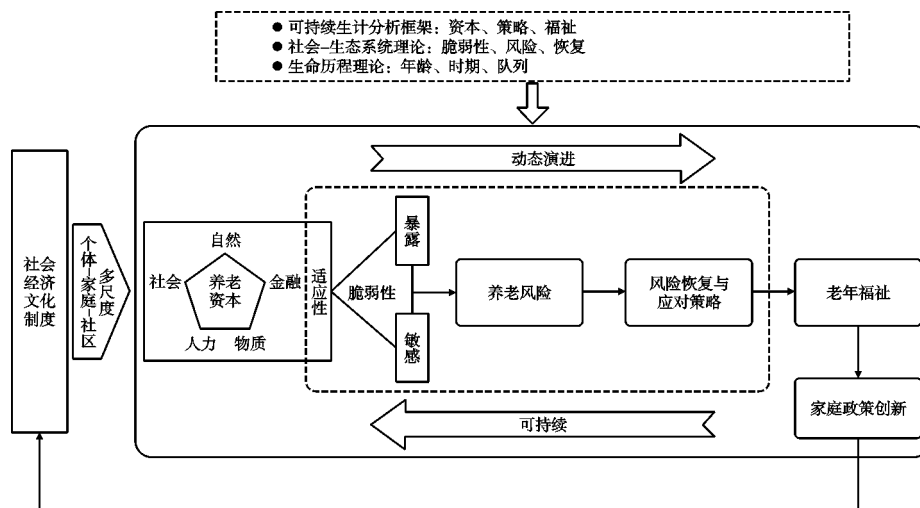 ● 可持续生计分析框架：资本、策略、福祉
● 社会–生态系统理论：脆弱性、风险、恢复
● 生命历程理论：年龄、时期、队列
动态演进
社会
经济
文化
制度
个体–家庭–社区
多尺度
自然
社会
养老
资本
金融
人力
物质
适应性
脆弱性
暴露
敏感
养老风险
风险恢复与
应对策略
老年福祉
家庭政策创新
可持续